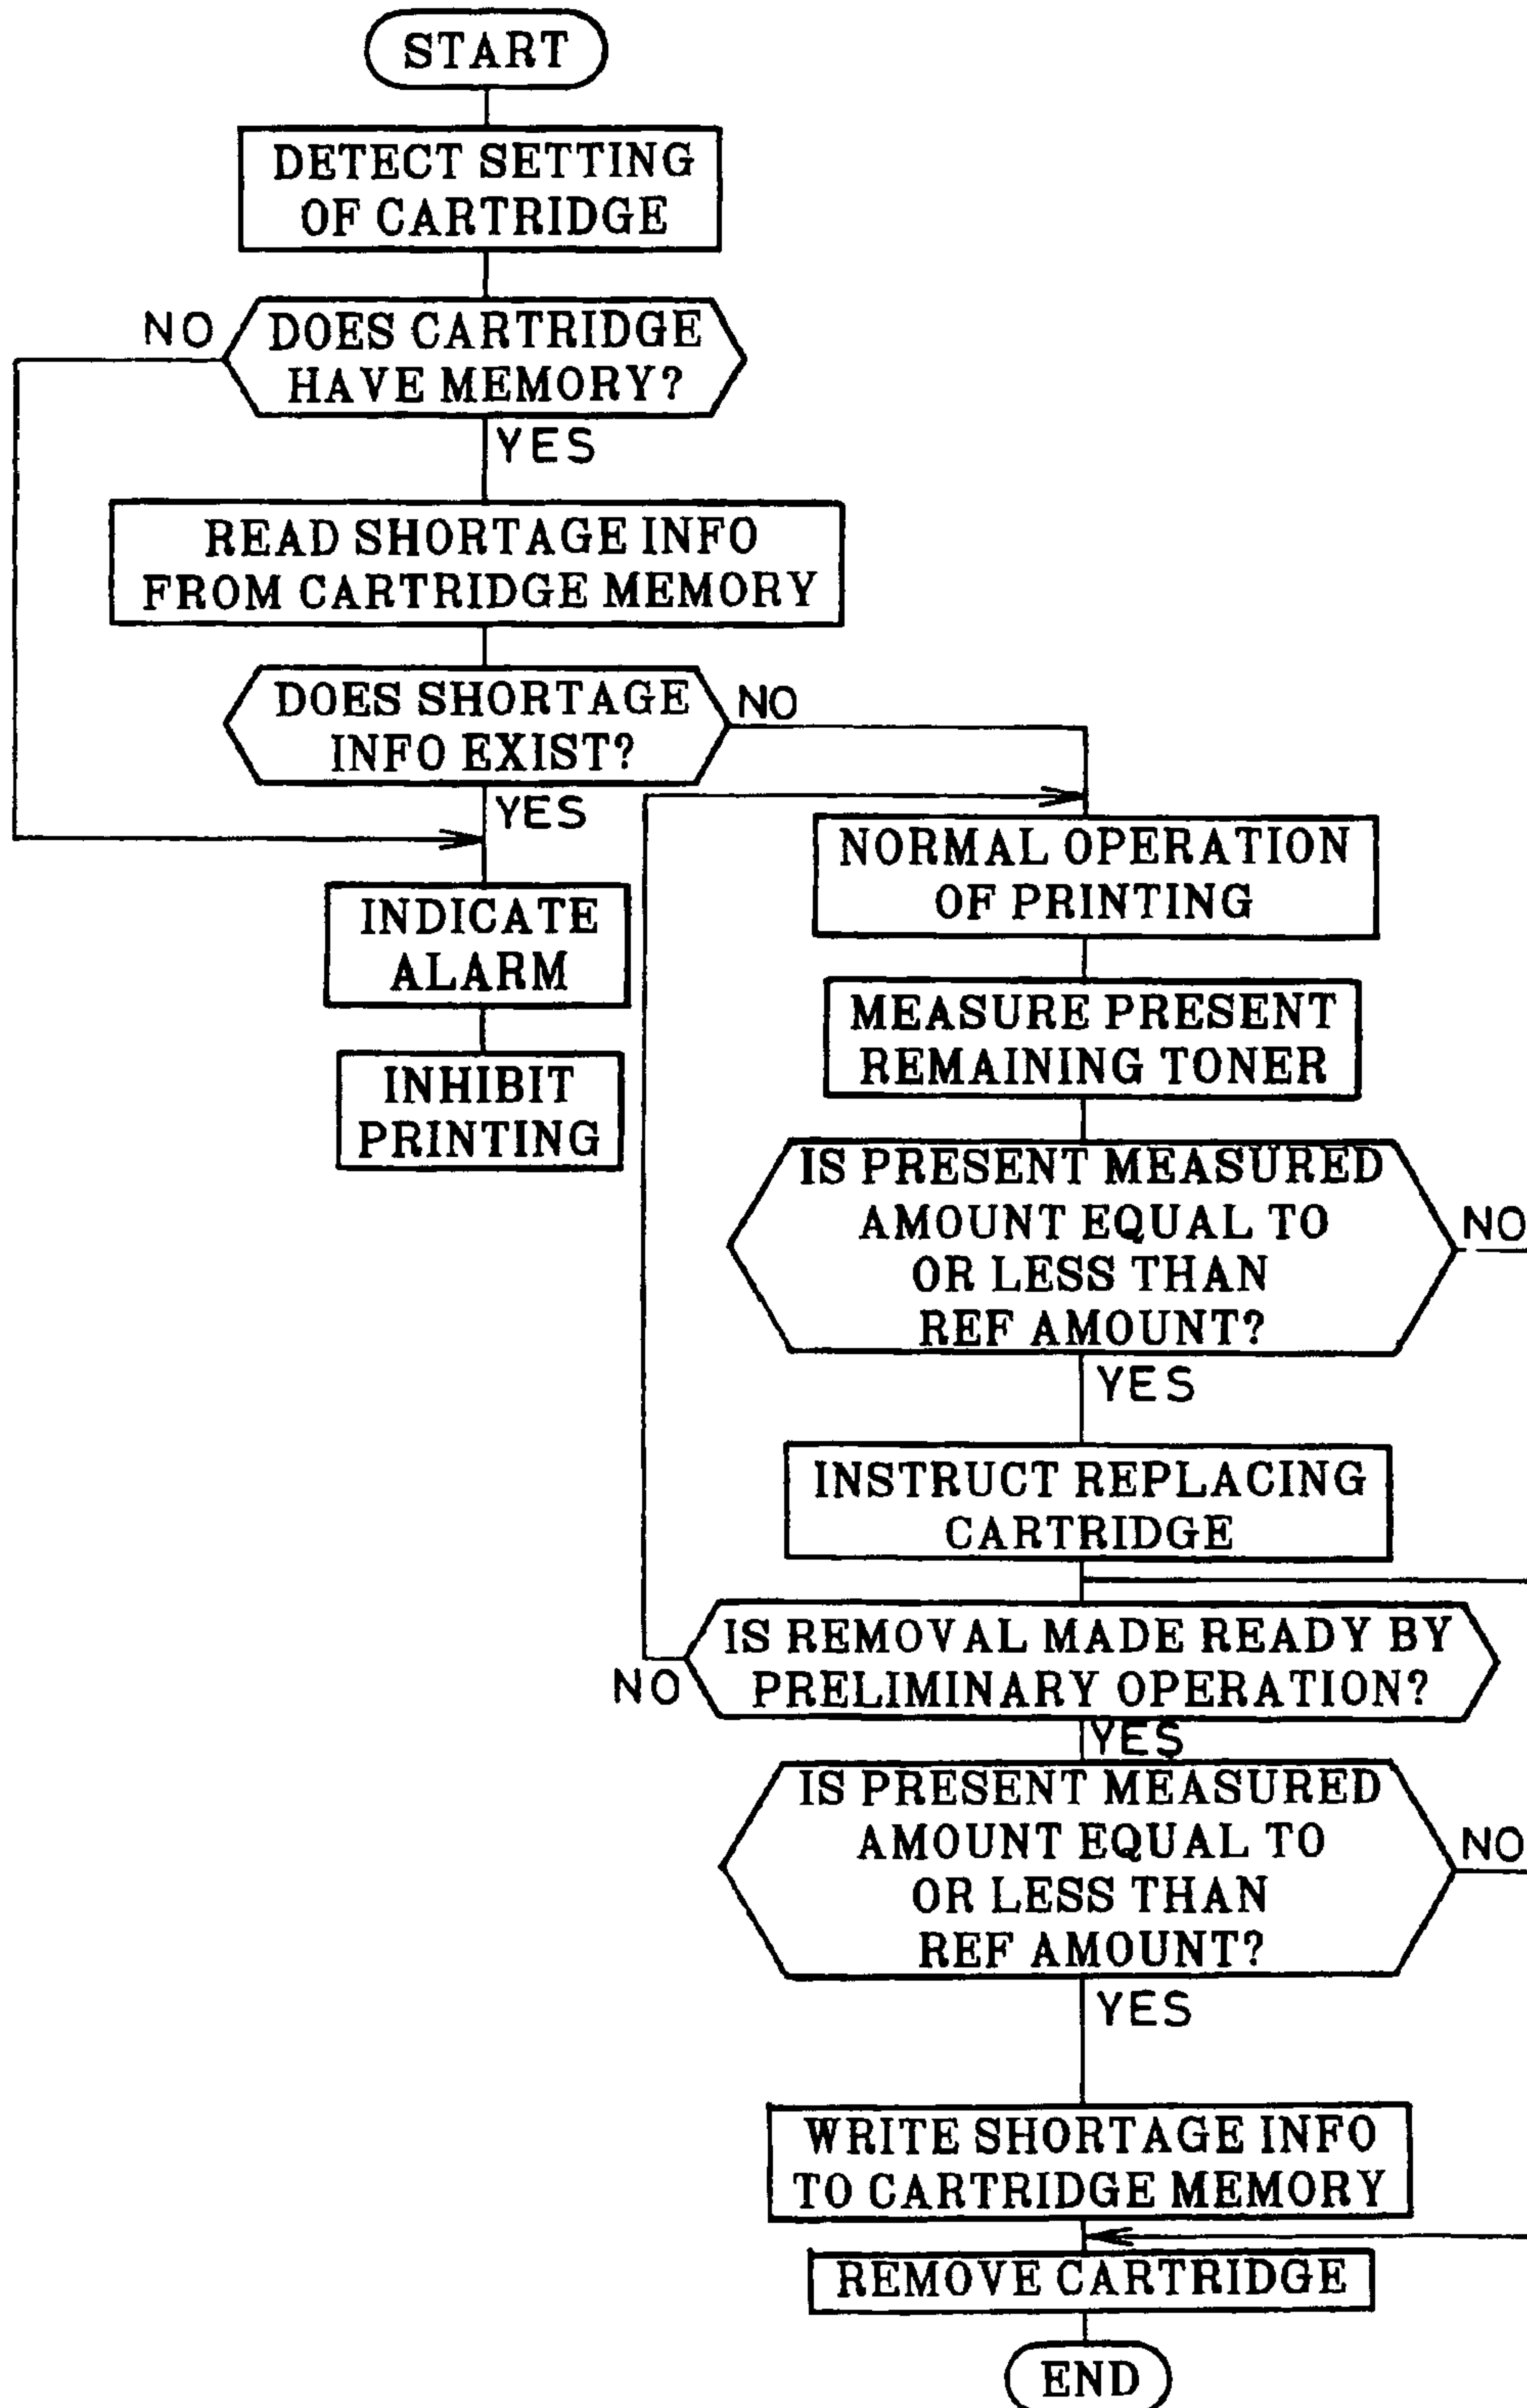 START
DETECT SETTING
OF CARTRIDGE
NO
DOES CARTRIDGE
HAVE MEMORY?
YES
READ SHORTAGE INFO
FROM CARTRIDGE MEMORY
DOES SHORTAGE
INFO EXIST?
NO
YES
INDICATE
ALARM
INHIBIT
PRINTING
NORMAL OPERATION
OF PRINTING
MEASURE PRESENT
REMAINING TONER
IS PRESENT MEASURED
AMOUNT EQUAL TO
OR LESS THAN
REF AMOUNT?
NO
YES
INSTRUCT REPLACING
CARTRIDGE
IS REMOVAL MADE READY BY
PRELIMINARY OPERATION?
NO
YES
IS PRESENT MEASURED
AMOUNT EQUAL TO
OR LESS THAN
REF AMOUNT?
NO
YES
WRITE SHORTAGE INFO
TO CARTRIDGE MEMORY
REMOVE CARTRIDGE
END